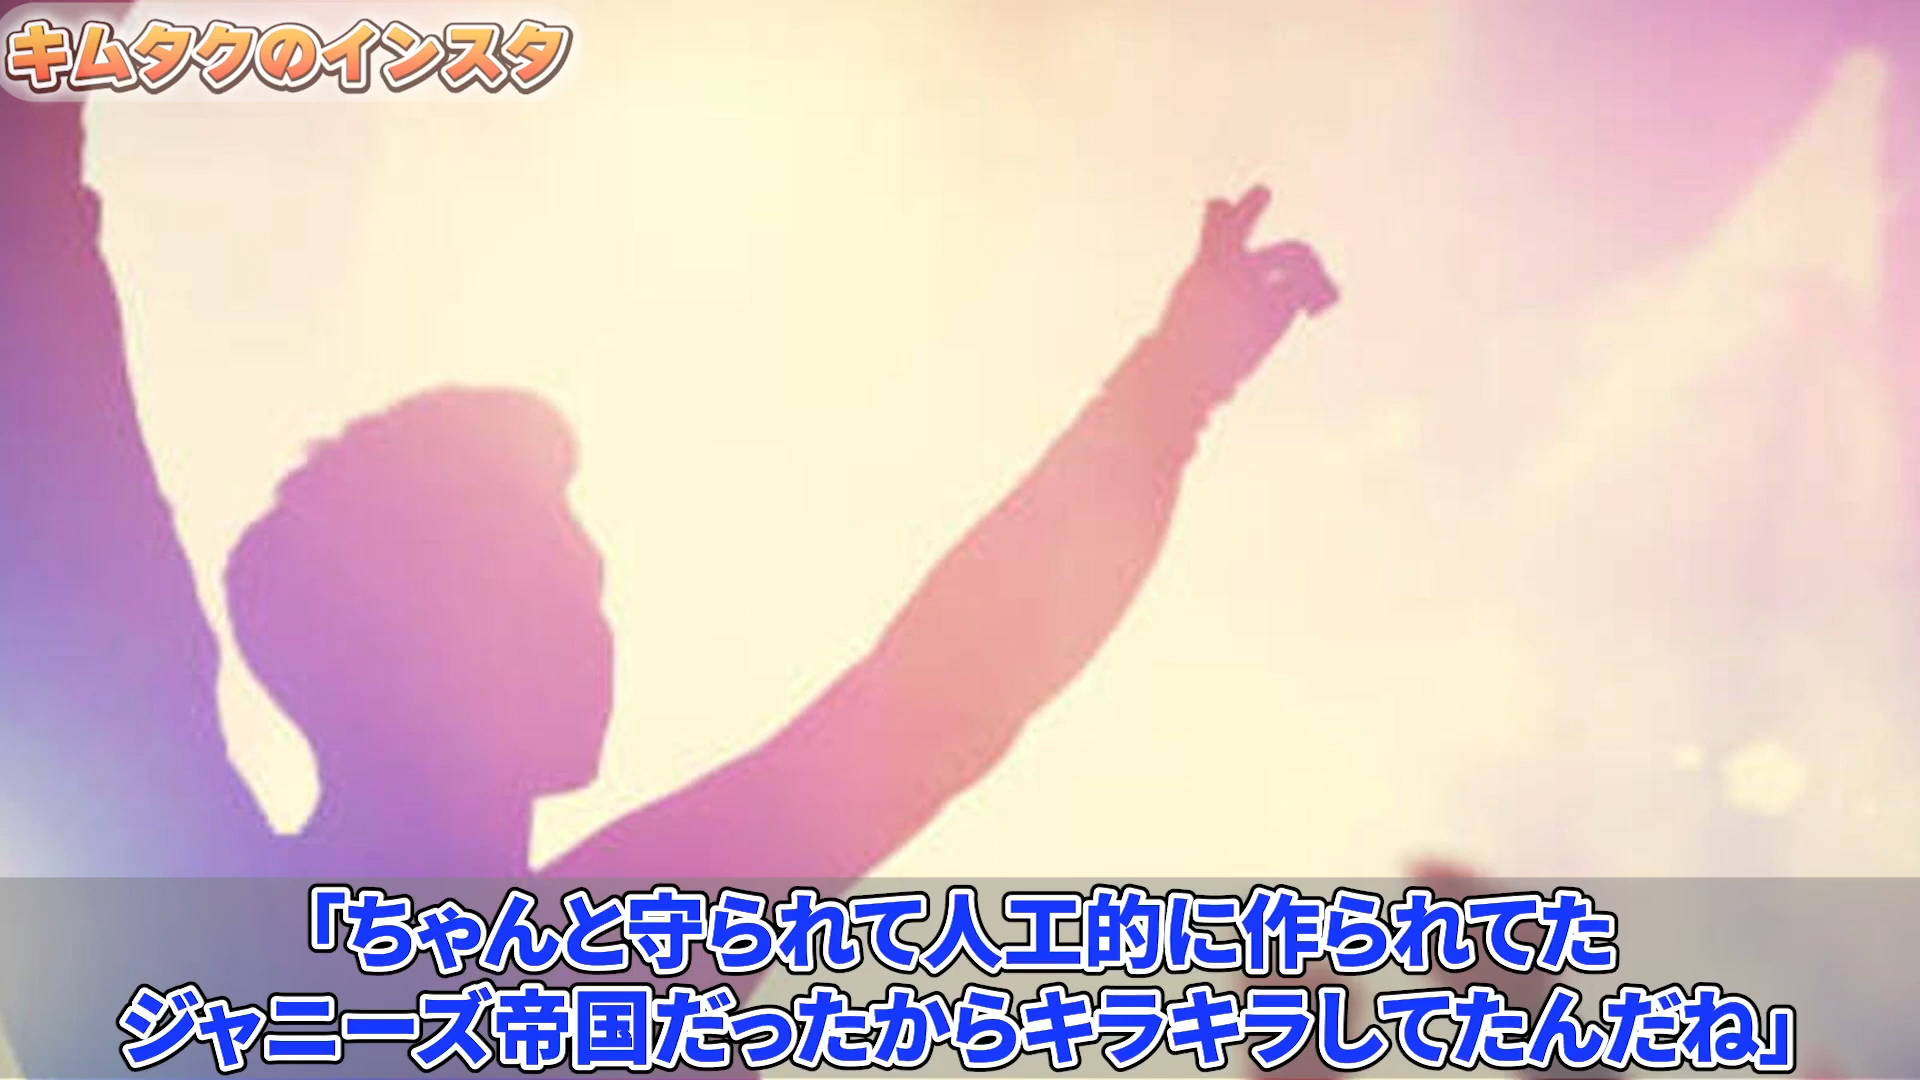 キムタクのインスタ
「ちゃんと守られて人工的に作られてた
ジャニーズ帝国だったからキラキラしてたんだね」